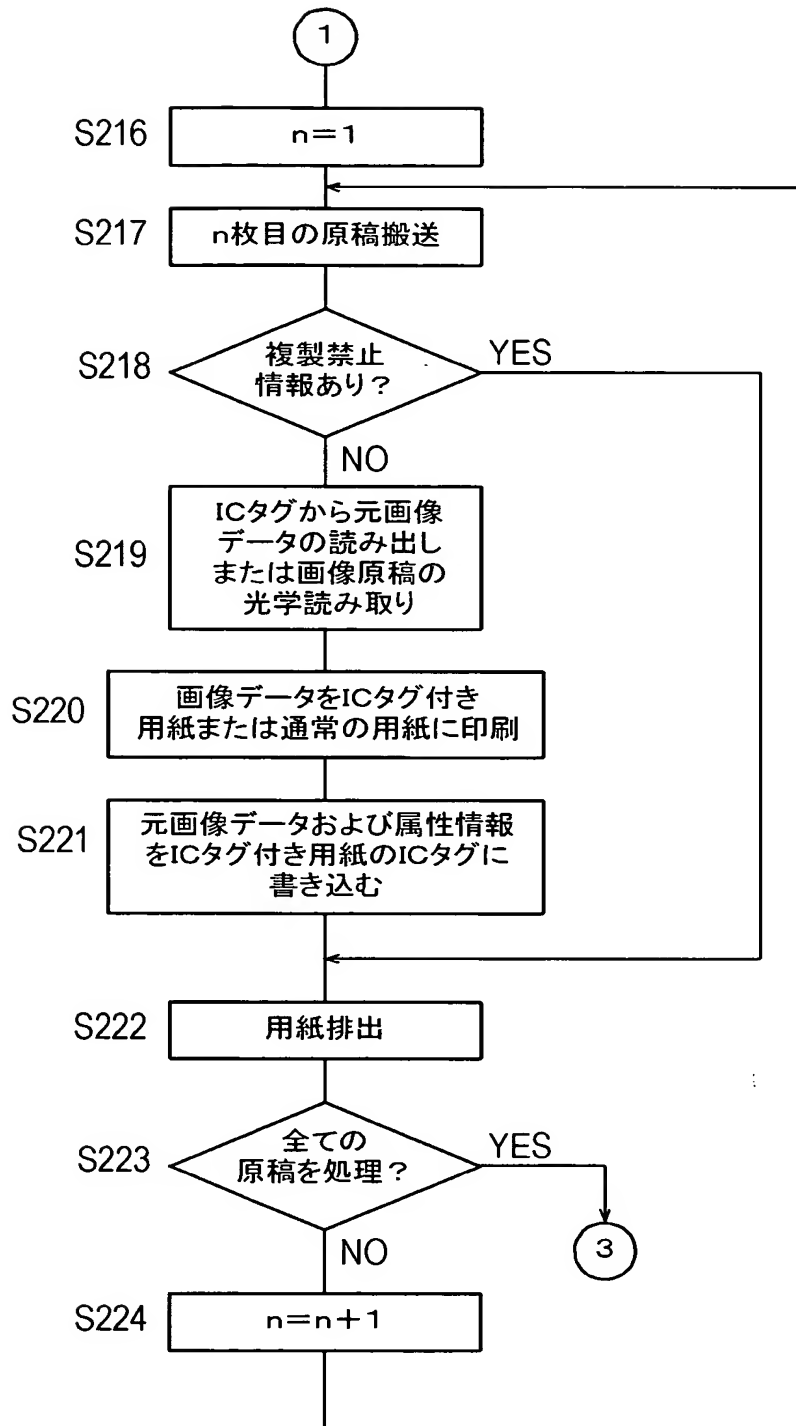 1
S216
n=1
S217
n枚目の原稿搬送
S218
複製禁止
情報あり?
YES
NO
S219
ICタグから元画像
データの読み出し
または画像原稿の
光学読み取り
S220
画像データをICタグ付き
用紙または通常の用紙に印刷
S221
元画像データおよび属性情報
をICタグ付き用紙のICタグに
書き込む
S222
用紙排出
S223
全ての
原稿を処理?
YES
NO
3
S224
n=n+1